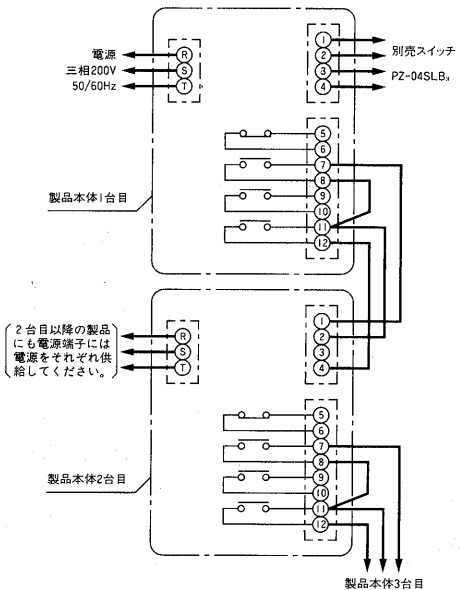 電源
三相200V
50/60Hz
R
S
T
1
2
3
4
別売スイッチ
PZ-04SLB3
5
6
7
8
9
10
11
12
製品本体1台目
2台目以降の製品
にも電源端子には
電源をそれぞれ供
給してください。
R
S
T
1
2
3
4
5
6
7
8
9
10
11
12
製品本体2台目
製品本体3台目